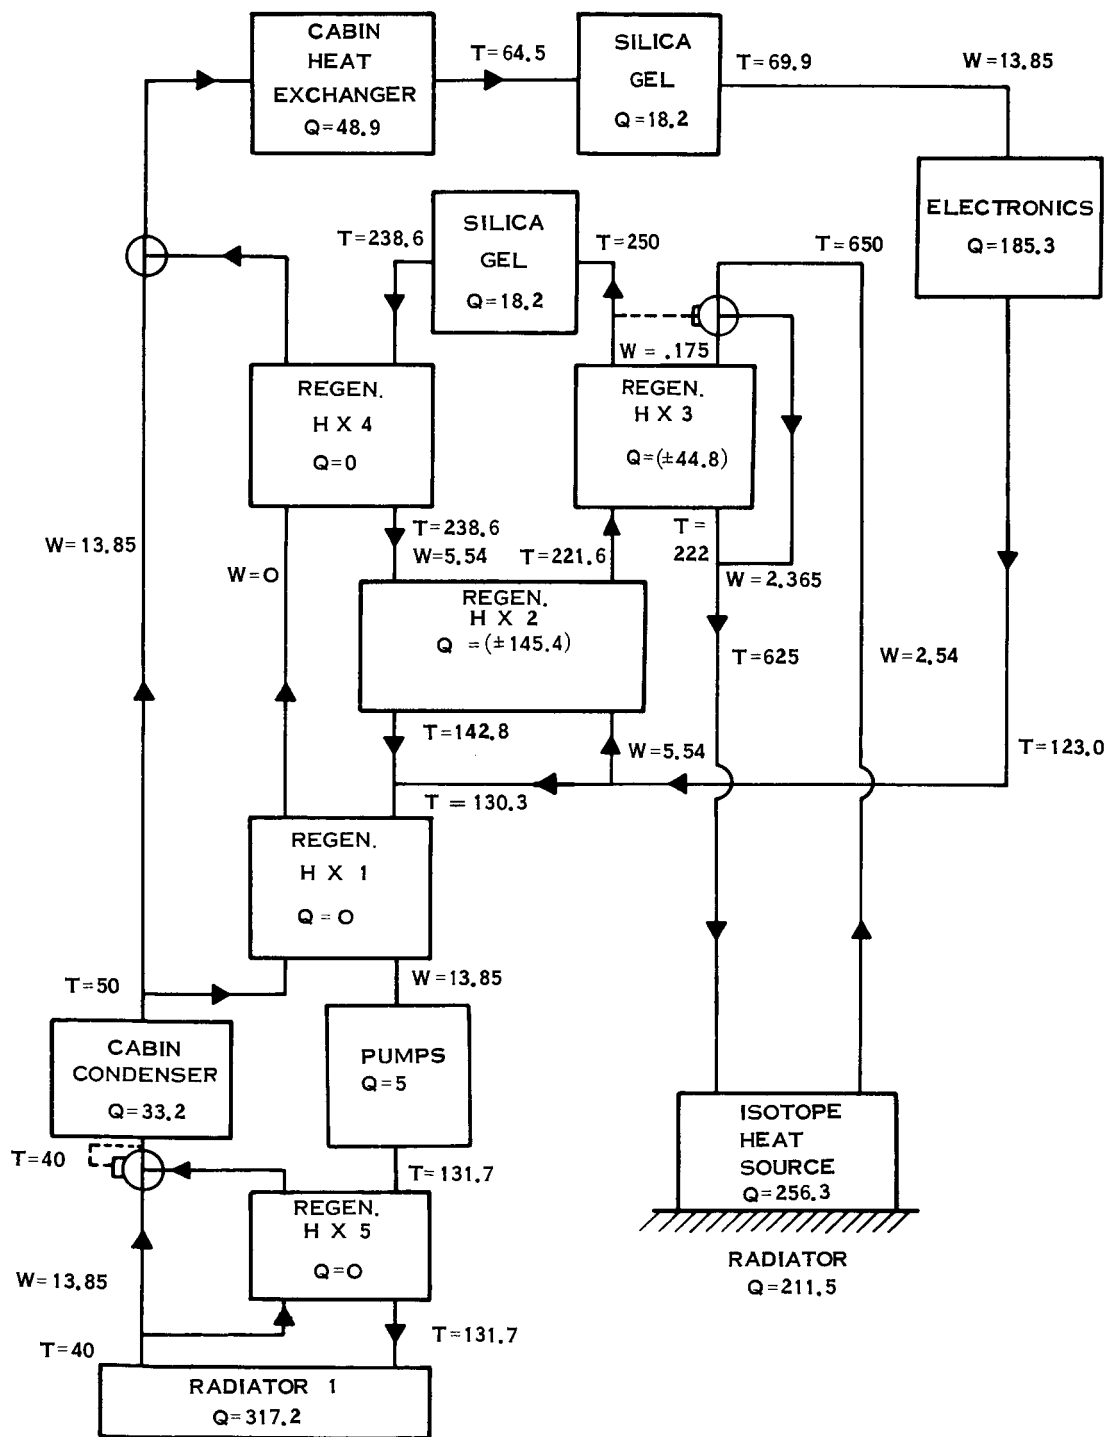 CABIN
HEAT
EXCHANGER
Q=48.9
T=64.5
SILICA
GEL
Q=18.2
T=69.9
W=13.85
ELECTRONICS
Q=185.3
T=238.6
SILICA
GEL
Q=18.2
T=250
T=650
W=.175
REGEN.
H X 4
Q=0
REGEN.
H X 3
Q=(±44.8)
W=13.85
T=238.6
W=5.54
T=221.6
T=
222
W=2.365
W=0
REGEN.
H X 2
Q =(±145.4)
T=625
W=2.54
T=142.8
W=5.54
T=123.0
T = 130.3
REGEN.
H X 1
Q = 0
T=50
W=13.85
CABIN
CONDENSER
Q=33.2
PUMPS
Q=5
ISOTOPE
HEAT
SOURCE
Q=256.3
T=40
T=131.7
REGEN.
H X 5
Q=0
RADIATOR
Q=211.5
W=13.85
T=40
T=131.7
RADIATOR 1
Q=317.2